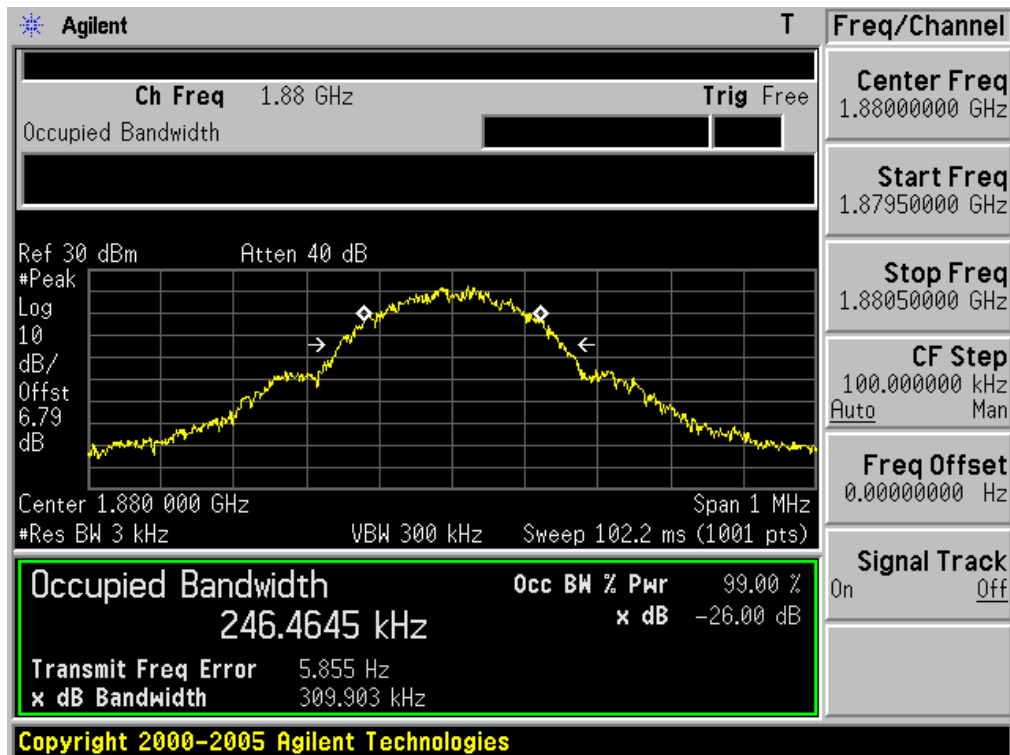 Agilent T
Freq/Channel
Ch Freq 1.88 GHz Trig Free
Occupied Bandwidth
Center Freq
1.88000000 GHz
Start Freq
1.87950000 GHz
Stop Freq
1.88050000 GHz
CF Step
100.000000 kHz
Auto Man
Freq Offset
0.00000000 Hz
Signal Track
On Off
Ref 30 dBm Atten 40 dB
#Peak
Log
10
dB/
Offst
6.79
dB
Center 1.880 000 GHz Span 1 MHz
#Res BW 3 kHz VBW 300 kHz Sweep 102.2 ms (1001 pts)
Occupied Bandwidth
246.4645 kHz
Occ BW % Pwr 99.00 %
x dB -26.00 dB
Transmit Freq Error 5.855 Hz
x dB Bandwidth 309.903 kHz
Copyright 2000-2005 Agilent Technologies